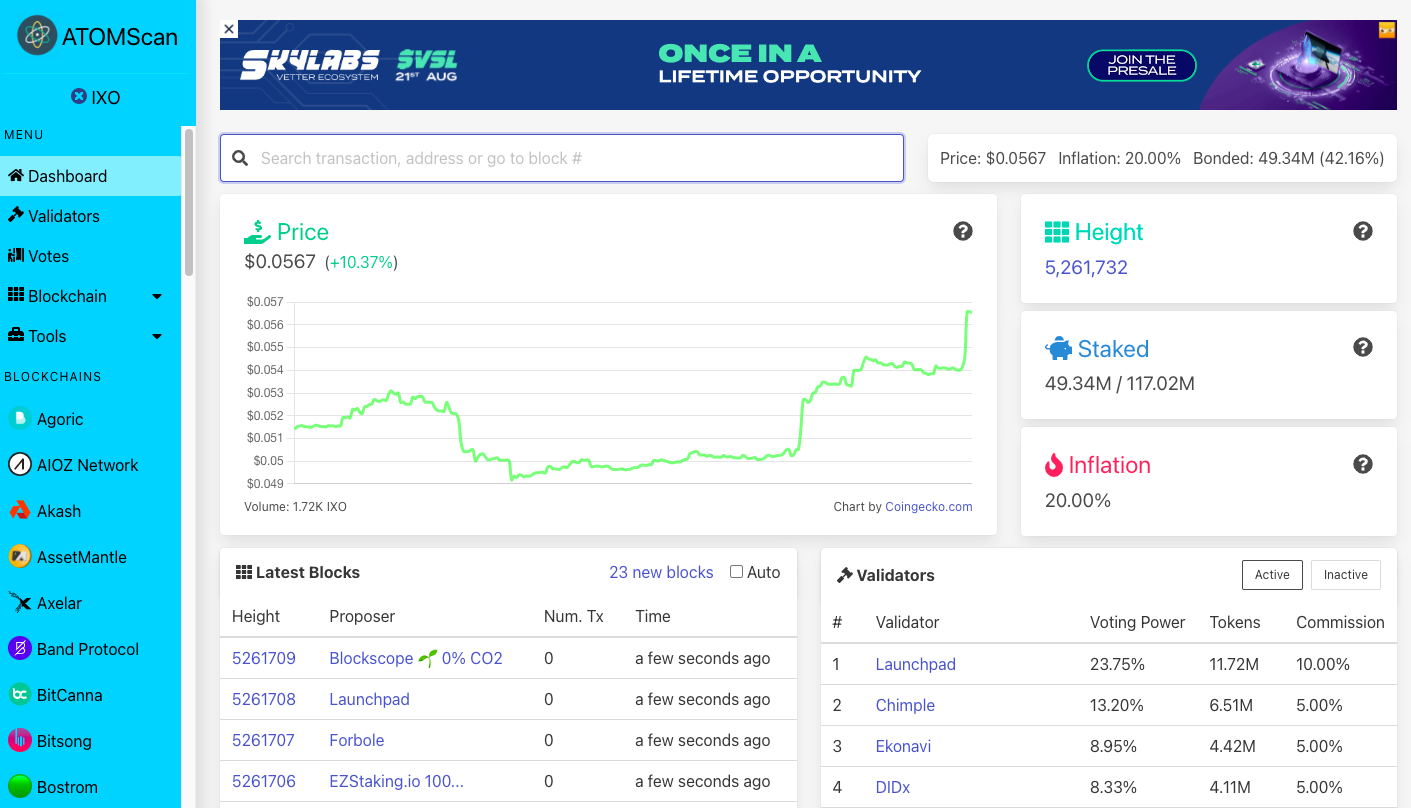 ATOMScan
IXO
MENU
Dashboard
Validators
Votes
Blockchain
Tools
BLOCKCHAINS
Agoric
AIOZ Network
Akash
AssetMantle
Axelar
Band Protocol
BitCanna
Bitsong
Bostrom
SKYLABS
VETTER ECOSYSTEM
$VSL
21ST AUG
ONCE IN A
LIFETIME OPPORTUNITY
JOIN THE
PRESALE
Search transaction, address or go to block #
Price: $0.0567 Inflation: 20.00% Bonded: 49.34M (42.16%)
Price
$0.0567 (+10.37%)
$0.057
$0.056
$0.055
$0.054
$0.053
$0.052
$0.051
$0.05
$0.049
Volume: 1.72K IXO
Chart by Coingecko.com
Height
5,261,732
Staked
49.34M / 117.02M
Inflation
20.00%
Latest Blocks 23 new blocks Auto
Height Proposer Num. Tx Time
5261709 Blockscope 🌱 0% CO2 0 a few seconds ago
5261708 Launchpad 0 a few seconds ago
5261707 Forbole 0 a few seconds ago
5261706 EZStaking.io 100... 0 a few seconds ago
Validators Active Inactive
# Validator Voting Power Tokens Commission
1 Launchpad 23.75% 11.72M 10.00%
2 Chimple 13.20% 6.51M 5.00%
3 Ekonavi 8.95% 4.42M 5.00%
4 DIDx 8.33% 4.11M 5.00%